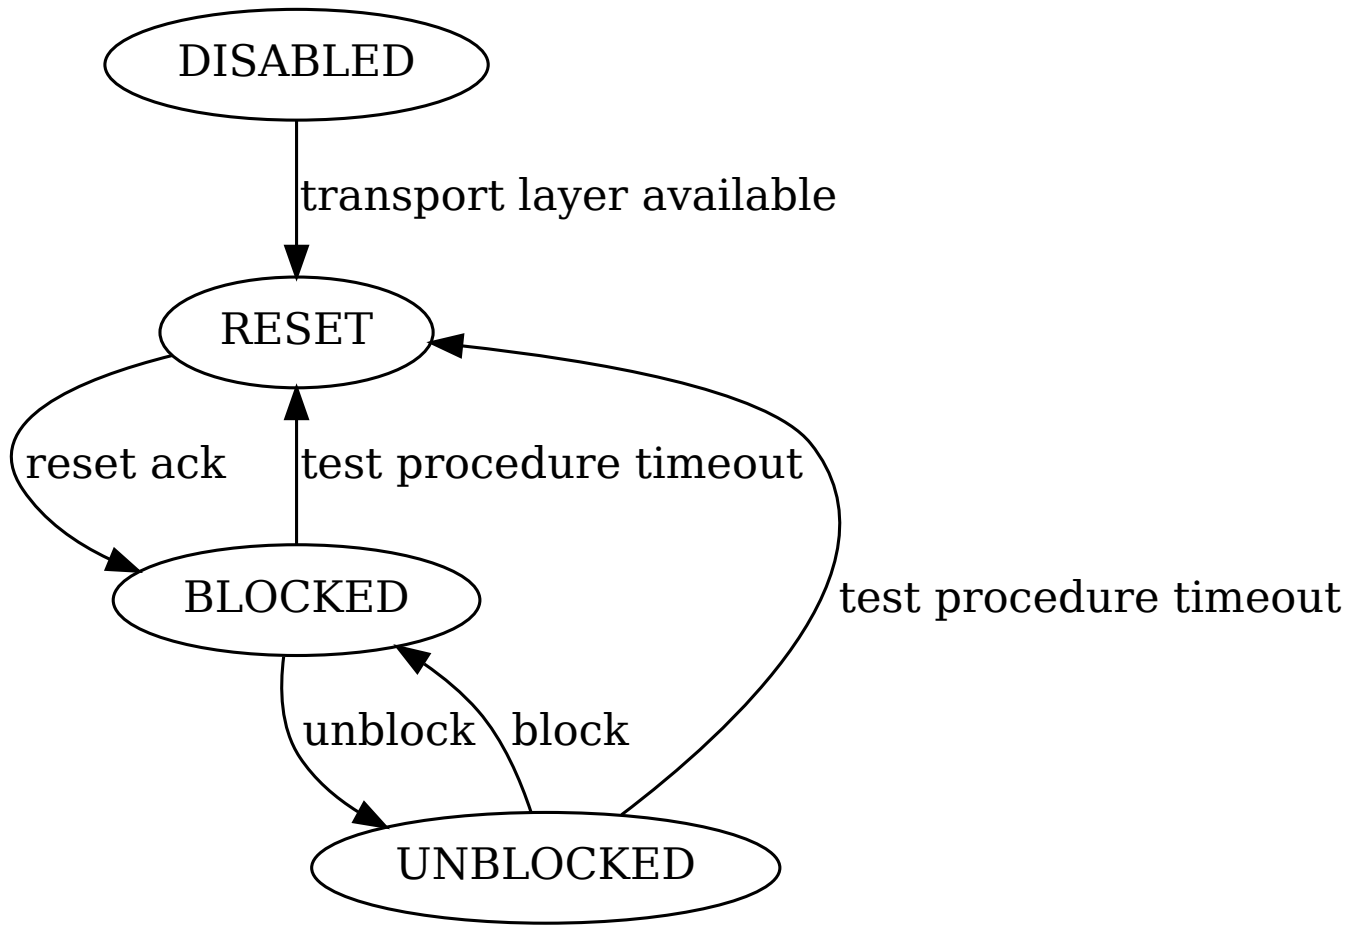 DISABLED
transport layer available
RESET
reset ack
test procedure timeout
BLOCKED
test procedure timeout
unblock
block
UNBLOCKED